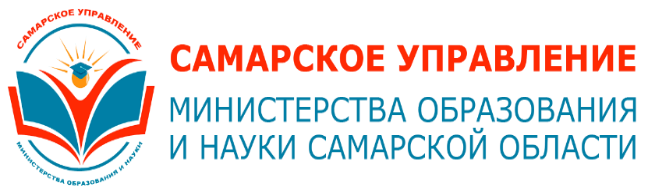 САМАРСКОЕ УПРАВЛЕНИЕ
МИНИСТЕРСТВА ОБРАЗОВАНИЯ И НАУКИ
САМАРСКОЕ УПРАВЛЕНИЕ
МИНИСТЕРСТВА ОБРАЗОВАНИЯ
И НАУКИ САМАРСКОЙ ОБЛАСТИ